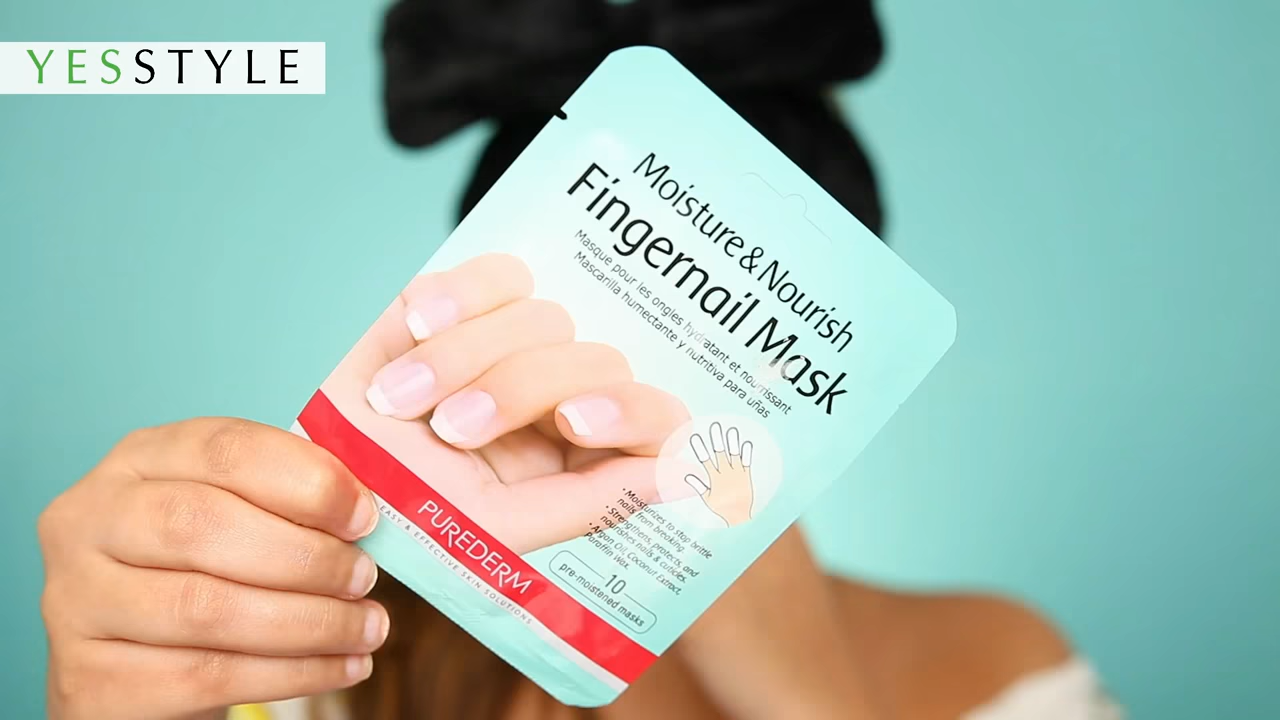 YESSTYLE
Moisture & Nourish
Fingernail Mask
Masque pour les ongles hydratant et nourrissant
Mascarilla humectante y nutritiva para uñas
• Moisturizes to stop brittle
nails from breaking.
• Strengthens, protects, and
nourishes nails & cuticles.
• Argan Oil, Coconut Extract,
Paraffin Wax.
10
pre-moistened masks
PUREDERM
EASY & EFFECTIVE SKIN SOLUTIONS